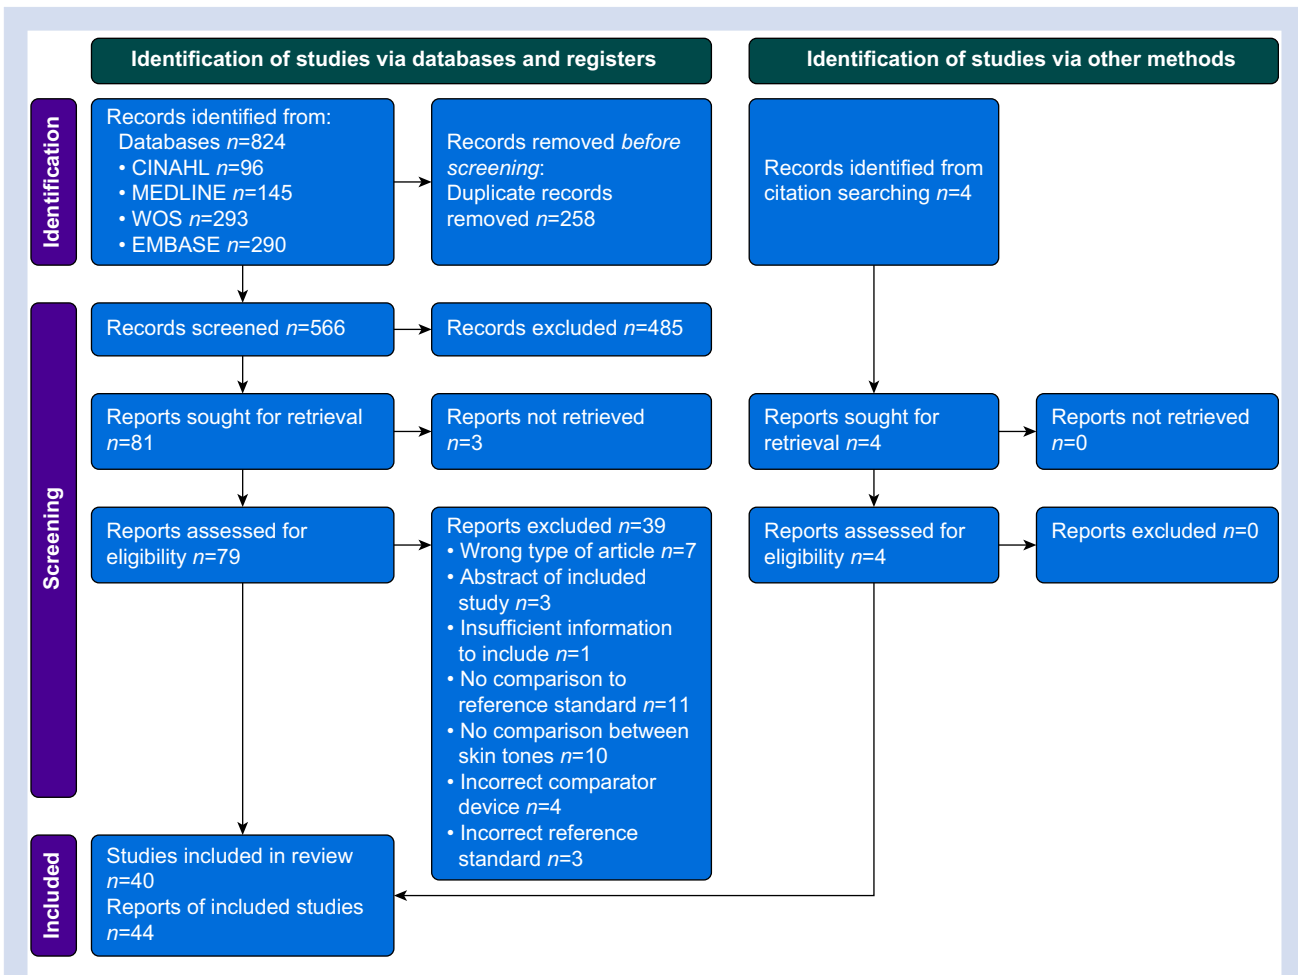 Identification of studies via databases and registers
Identification of studies via other methods
Identification
Records identified from:
Databases n=824
• CINAHL n=96
• MEDLINE n=145
• WOS n=293
• EMBASE n=290
Records removed before
screening:
Duplicate records
removed n=258
Records identified from
citation searching n=4
Screening
Records screened n=566
Records excluded n=485
Reports sought for retrieval
n=81
Reports not retrieved
n=3
Reports sought for
retrieval n=4
Reports not retrieved
n=0
Reports assessed for
eligibility n=79
Reports excluded n=39
• Wrong type of article n=7
• Abstract of included
study n=3
• Insufficient information
to include n=1
• No comparison to
reference standard n=11
• No comparison between
skin tones n=10
• Incorrect comparator
device n=4
• Incorrect reference
standard n=3
Reports assessed for
eligibility n=4
Reports excluded n=0
Included
Studies included in review
n=40
Reports of included studies
n=44